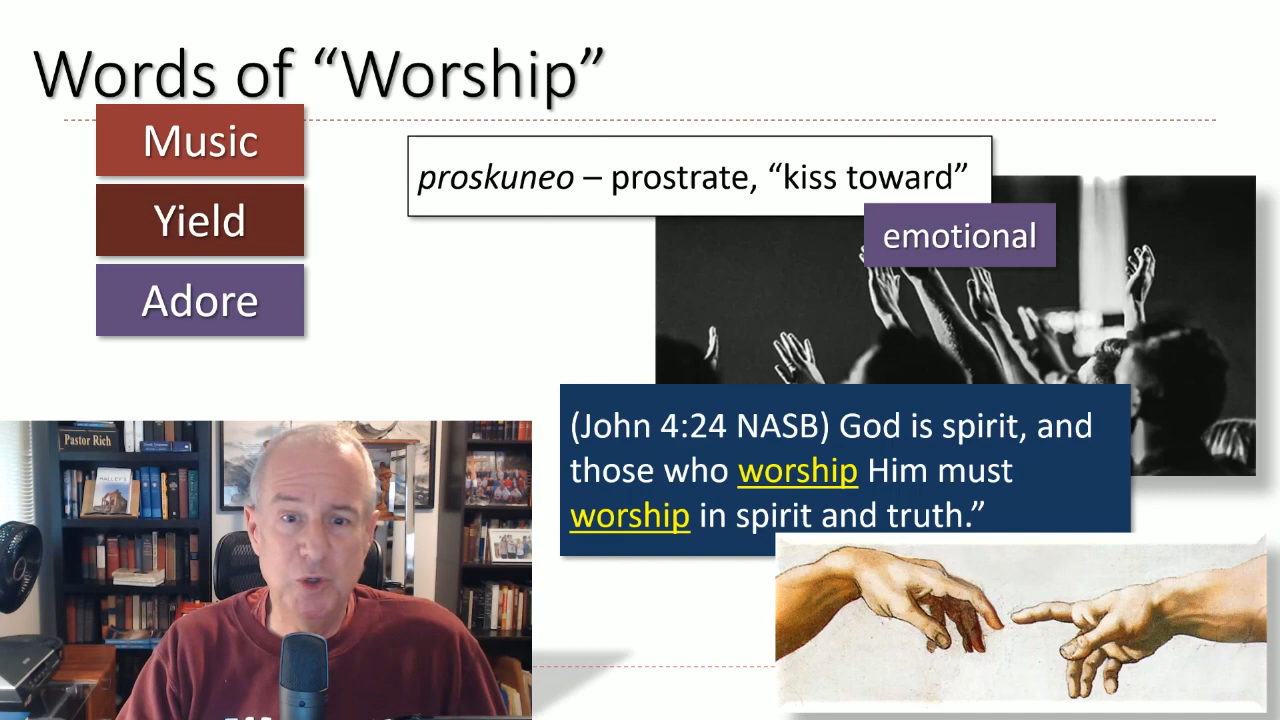 Words of “Worship”
Music
Yield
Adore
proskuneo – prostrate, “kiss toward”
emotional
(John 4:24 NASB) God is spirit, and
those who worship Him must
worship in spirit and truth.”
Pastor Rich
HALLEY'S